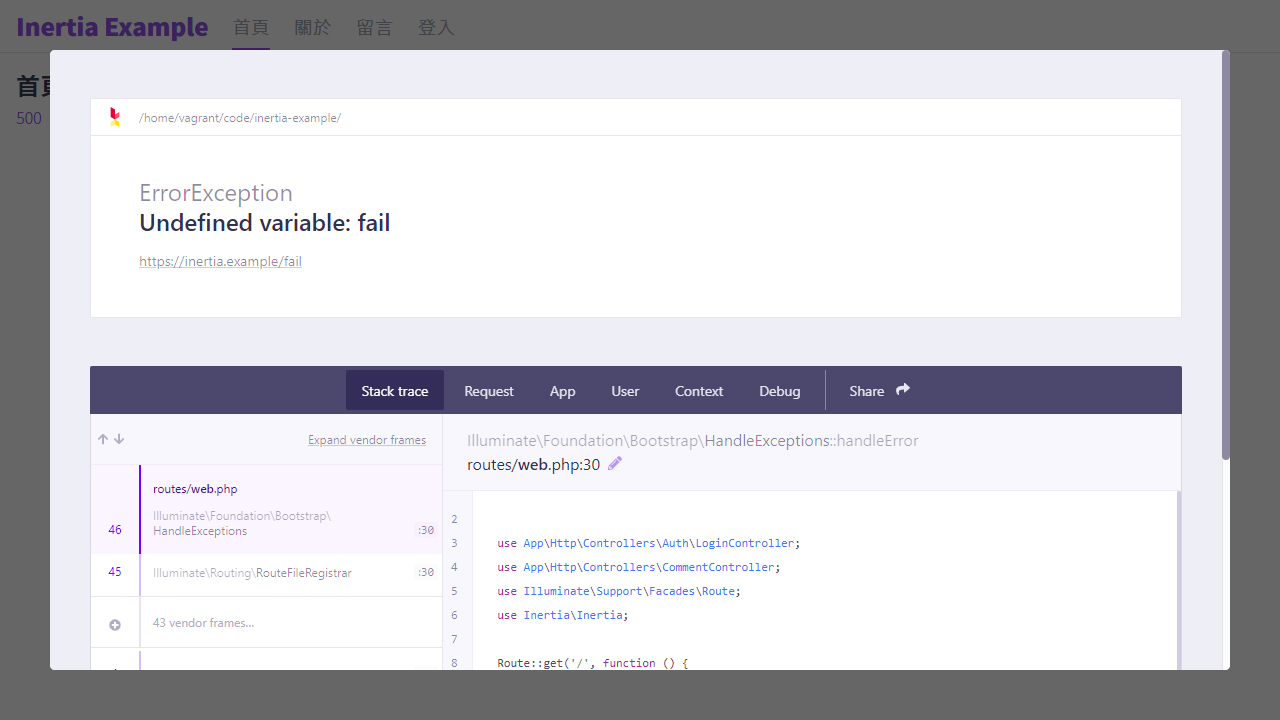 Inertia Example 首頁 關於 留言 登入
首頁
500
/home/vagrant/code/inertia-example/
ErrorException
Undefined variable: fail
https://inertia.example/fail
Stack trace Request App User Context Debug Share
Expand vendor frames
routes/web.php
Illuminate\Foundation\Bootstrap\
46 HandleExceptions :30
45 Illuminate\Routing\RouteFileRegistrar :30
43 vendor frames...
Illuminate\Foundation\Bootstrap\HandleExceptions::handleError
routes/web.php:30
2
3 use App\Http\Controllers\Auth\LoginController;
4 use App\Http\Controllers\CommentController;
5 use Illuminate\Support\Facades\Route;
6 use Inertia\Inertia;
7
8 Route::get('/', function () {